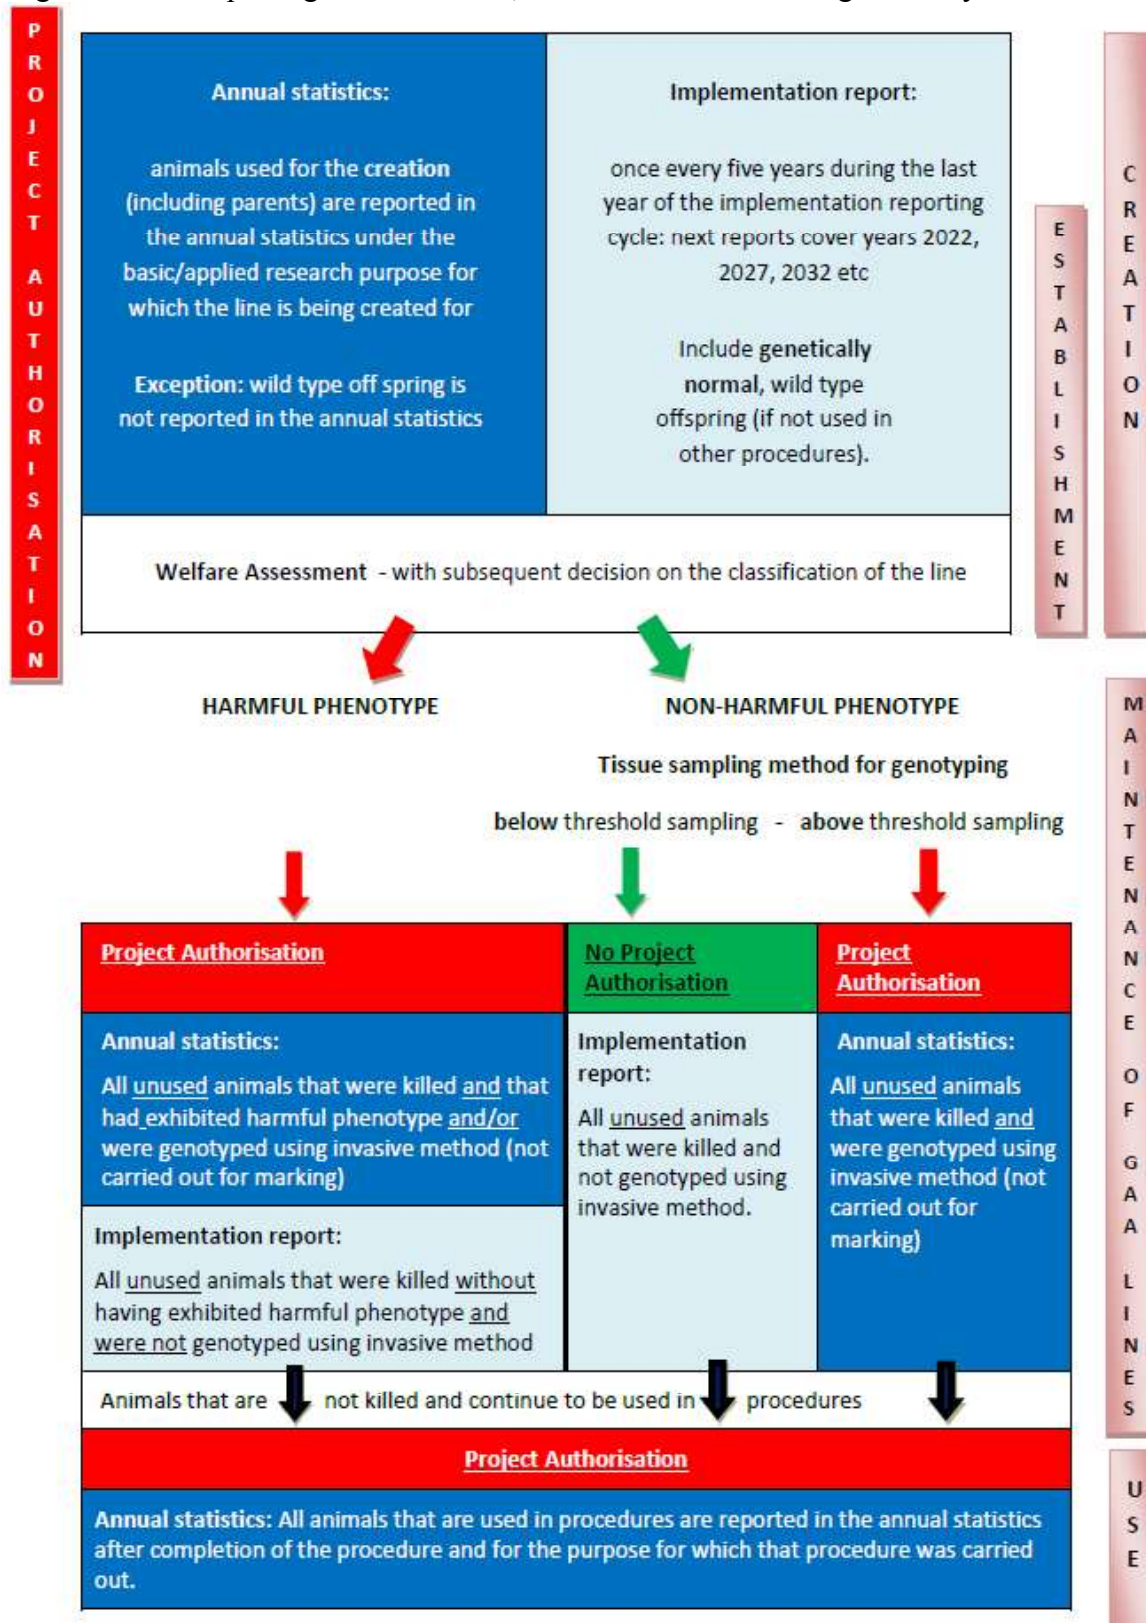 PROJECT AUTHORISATION
Annual statistics:
animals used for the creation
(including parents) are reported in
the annual statistics under the
basic/applied research purpose for
which the line is being created for
Exception: wild type off spring is
not reported in the annual statistics
Implementation report:
once every five years during the last
year of the implementation reporting
cycle: next reports cover years 2022,
2027, 2032 etc
Include genetically
normal, wild type
offspring (if not used in
other procedures).
ESTABLISHMENT
CREATION
Welfare Assessment - with subsequent decision on the classification of the line
HARMFUL PHENOTYPE
NON-HARMFUL PHENOTYPE
Tissue sampling method for genotyping
below threshold sampling - above threshold sampling
MAINTENANCE OF GAA LINES
Project Authorisation
Annual statistics:
All unused animals that were killed and that
had exhibited harmful phenotype and/or
were genotyped using invasive method (not
carried out for marking)
Implementation report:
All unused animals that were killed without
having exhibited harmful phenotype and
were not genotyped using invasive method
No Project
Authorisation
Implementation
report:
All unused animals
that were killed and
not genotyped using
invasive method.
Project
Authorisation
Annual statistics:
All unused animals
that were killed and
were genotyped using
invasive method (not
carried out for
marking)
Animals that are not killed and continue to be used in procedures
Project Authorisation
Annual statistics: All animals that are used in procedures are reported in the annual statistics
after completion of the procedure and for the purpose for which that procedure was carried
out.
USE